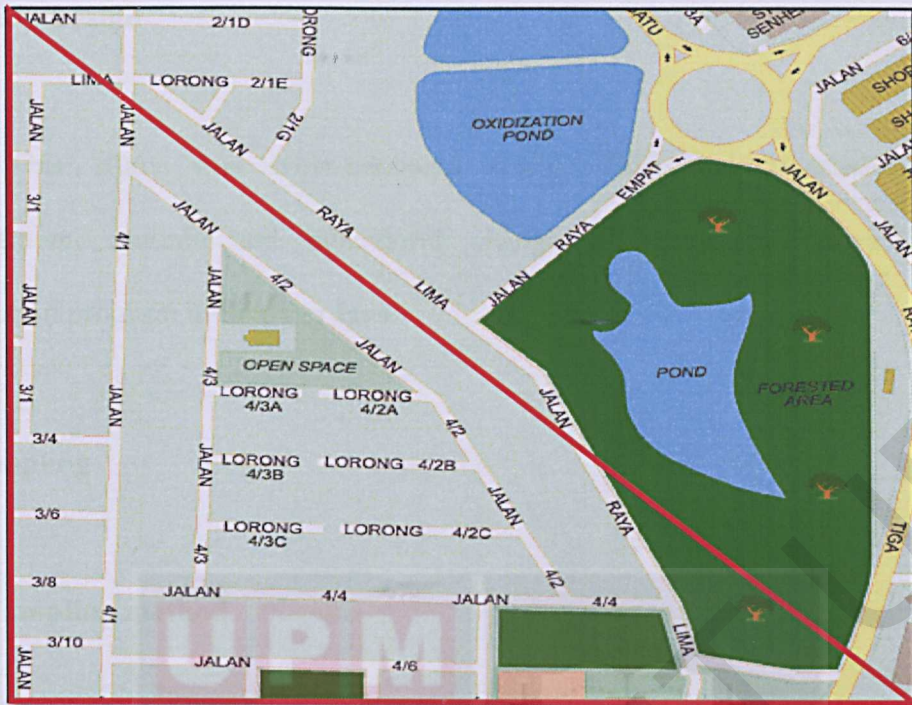 JALAN 2/1D
LORONG
BATU
3A
SENHE
LIMA LORONG 2/1E
JALAN
JALAN
JALAN
2/1G
JALAN
SHOP
SH
JALAN
OXIDIZATION
POND
3/1
JALAN
RAYA
RAYA EMPAT
JALAN
JALAN
4/1
JALAN
4/2
LIMA
JALAN
JALAN
OPEN SPACE
JALAN
POND
FORESTED
AREA
3/1
JALAN
4/3
LORONG
4/3A
LORONG
4/2A
JALAN
3/4
4/2
JALAN
LORONG
4/3B
LORONG 4/2B
3/6
JALAN
RAYA
TIGA
LORONG
4/3C
LORONG 4/2C
4/3
4/2
3/8
JALAN 4/4 JALAN 4/4
4/1
UPM
LIMA
3/10
JALAN
JALAN 4/6